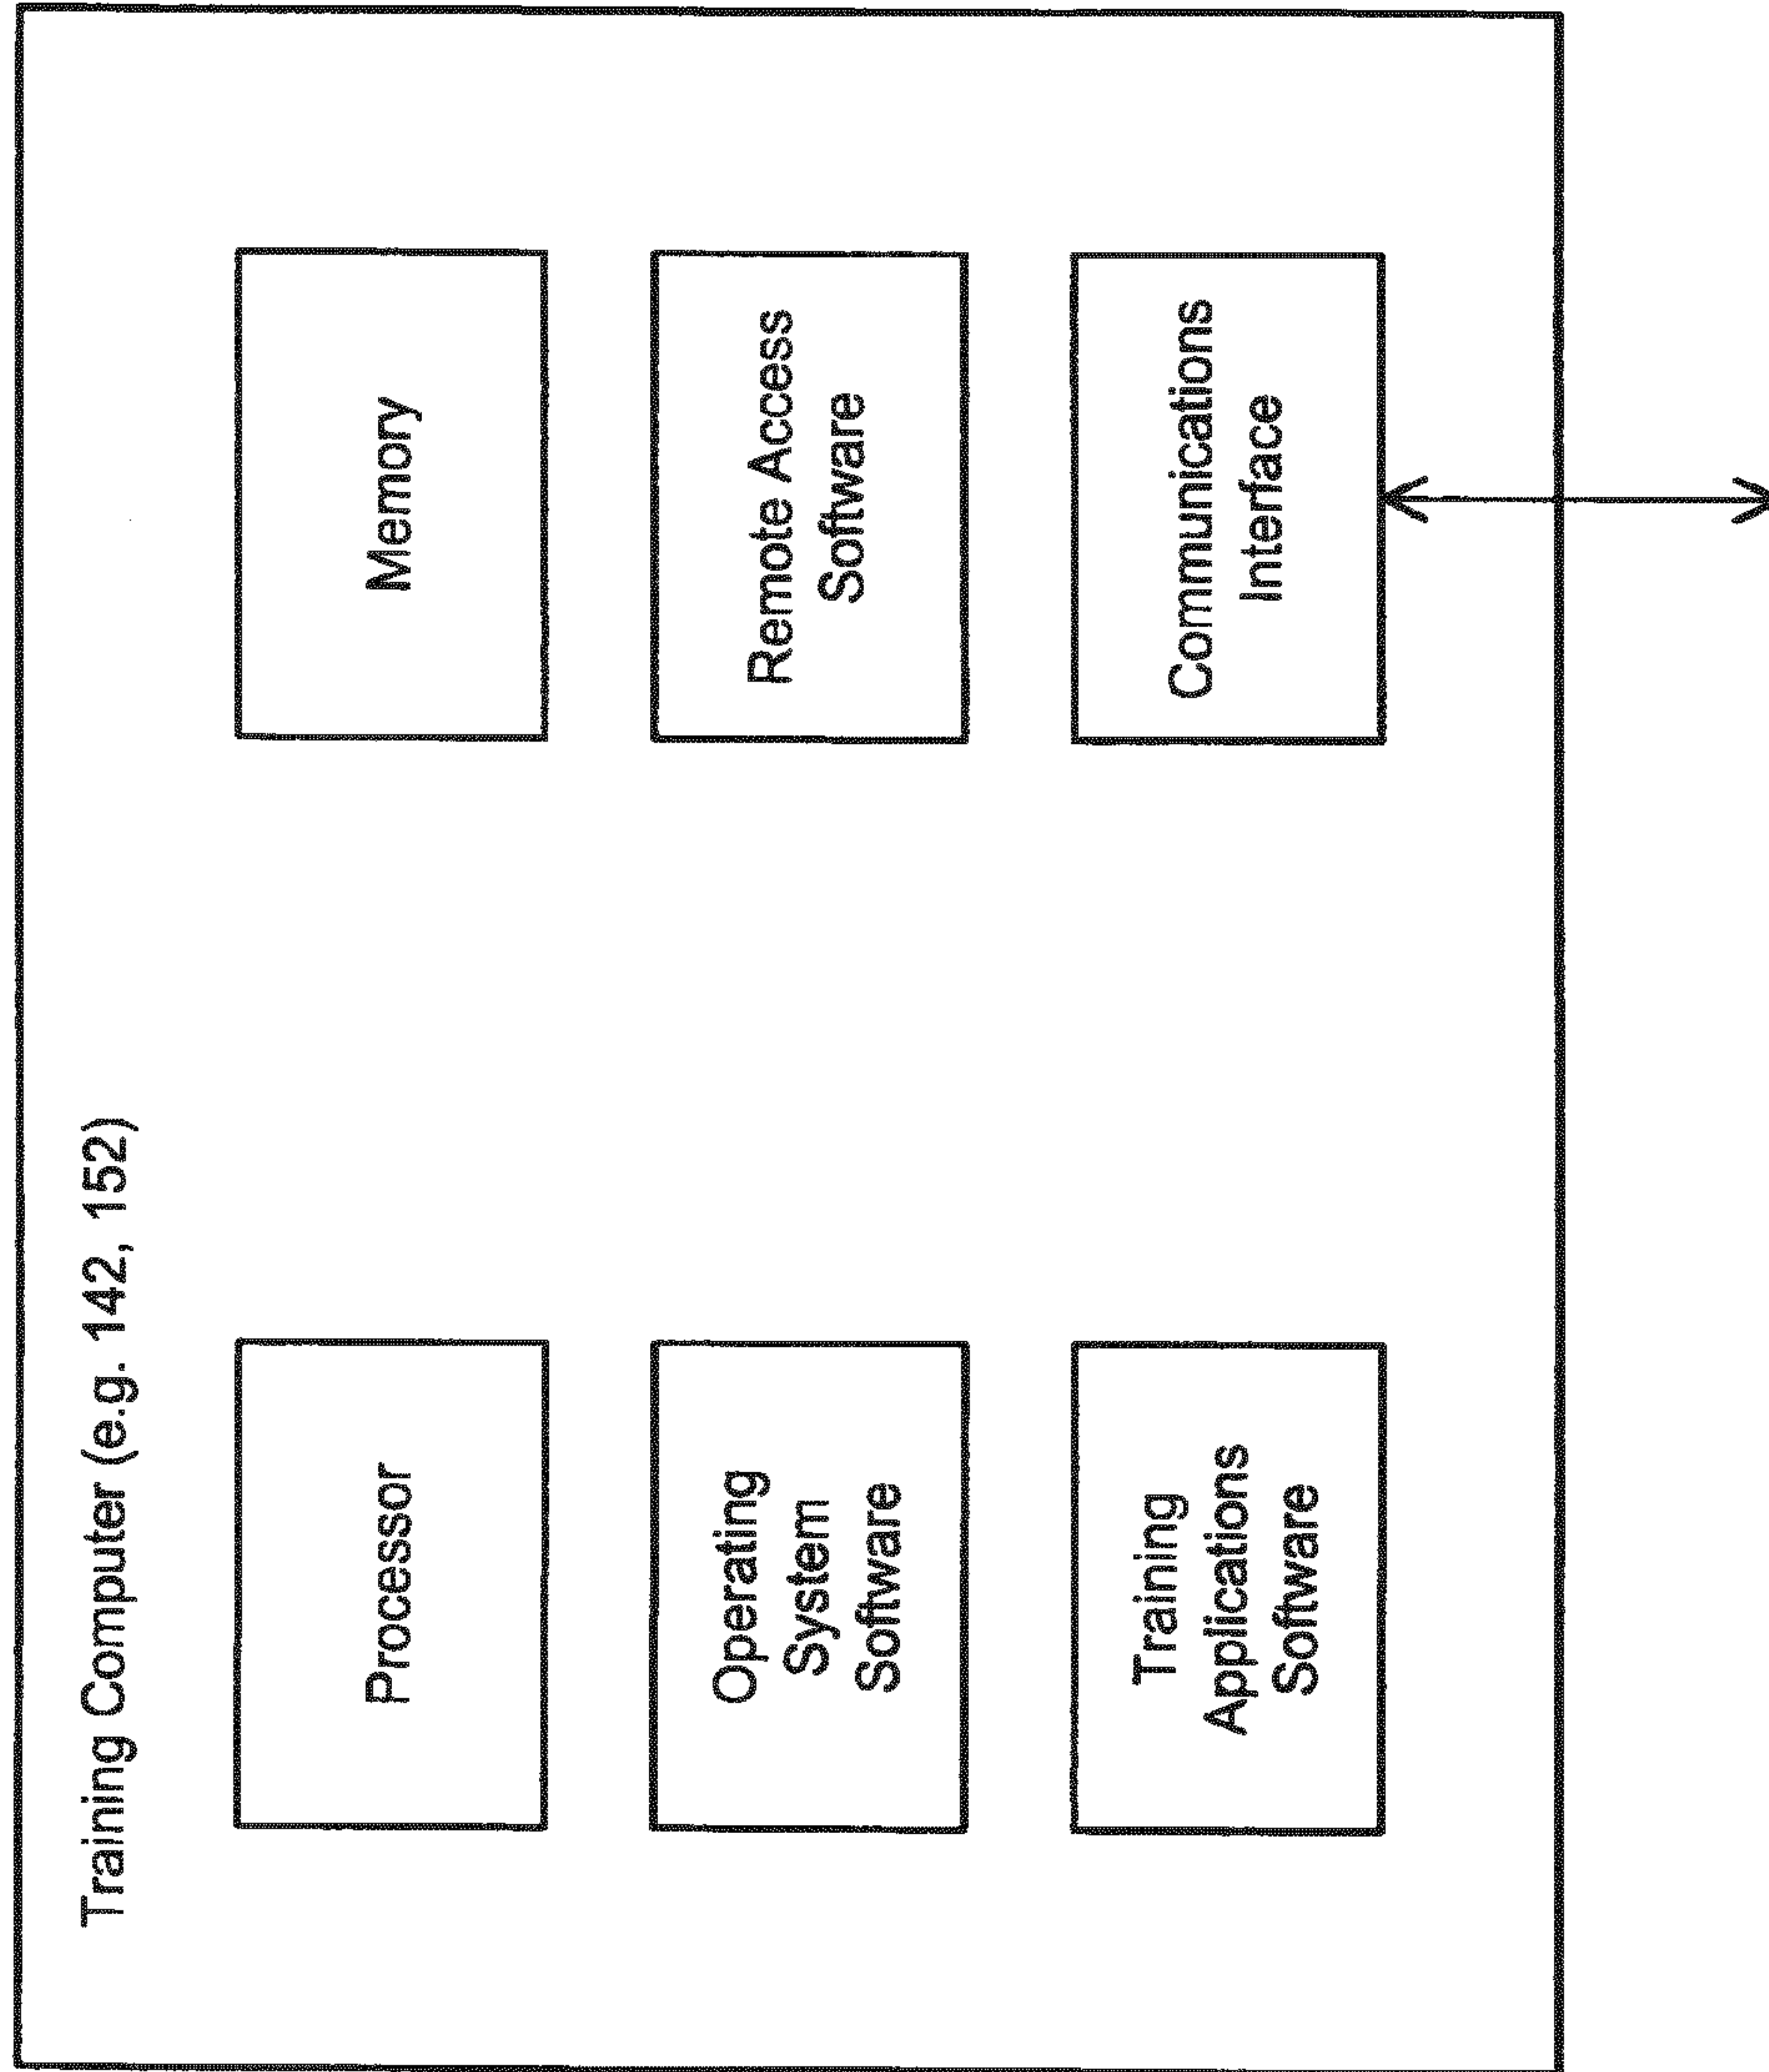 Training Computer (e.g. 142, 152)
Processor
Memory
Operating
System
Software
Remote Access
Software
Training
Applications
Software
Communications
Interface